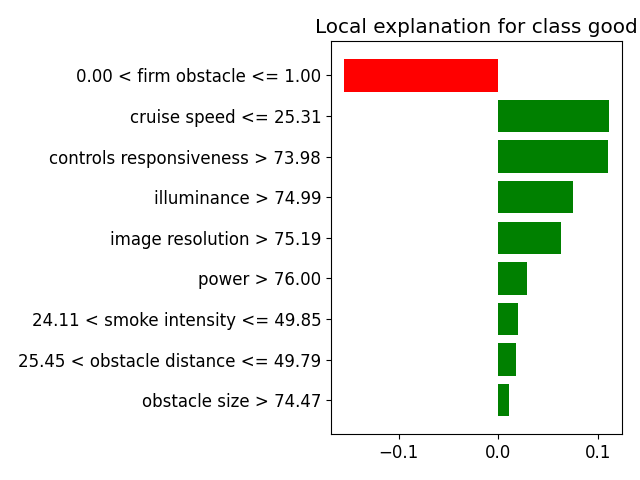 Local explanation for class good
0.00 < firm obstacle <= 1.00
cruise speed <= 25.31
controls responsiveness > 73.98
illuminance > 74.99
image resolution > 75.19
power > 76.00
24.11 < smoke intensity <= 49.85
25.45 < obstacle distance <= 49.79
obstacle size > 74.47
−0.1 0.0 0.1